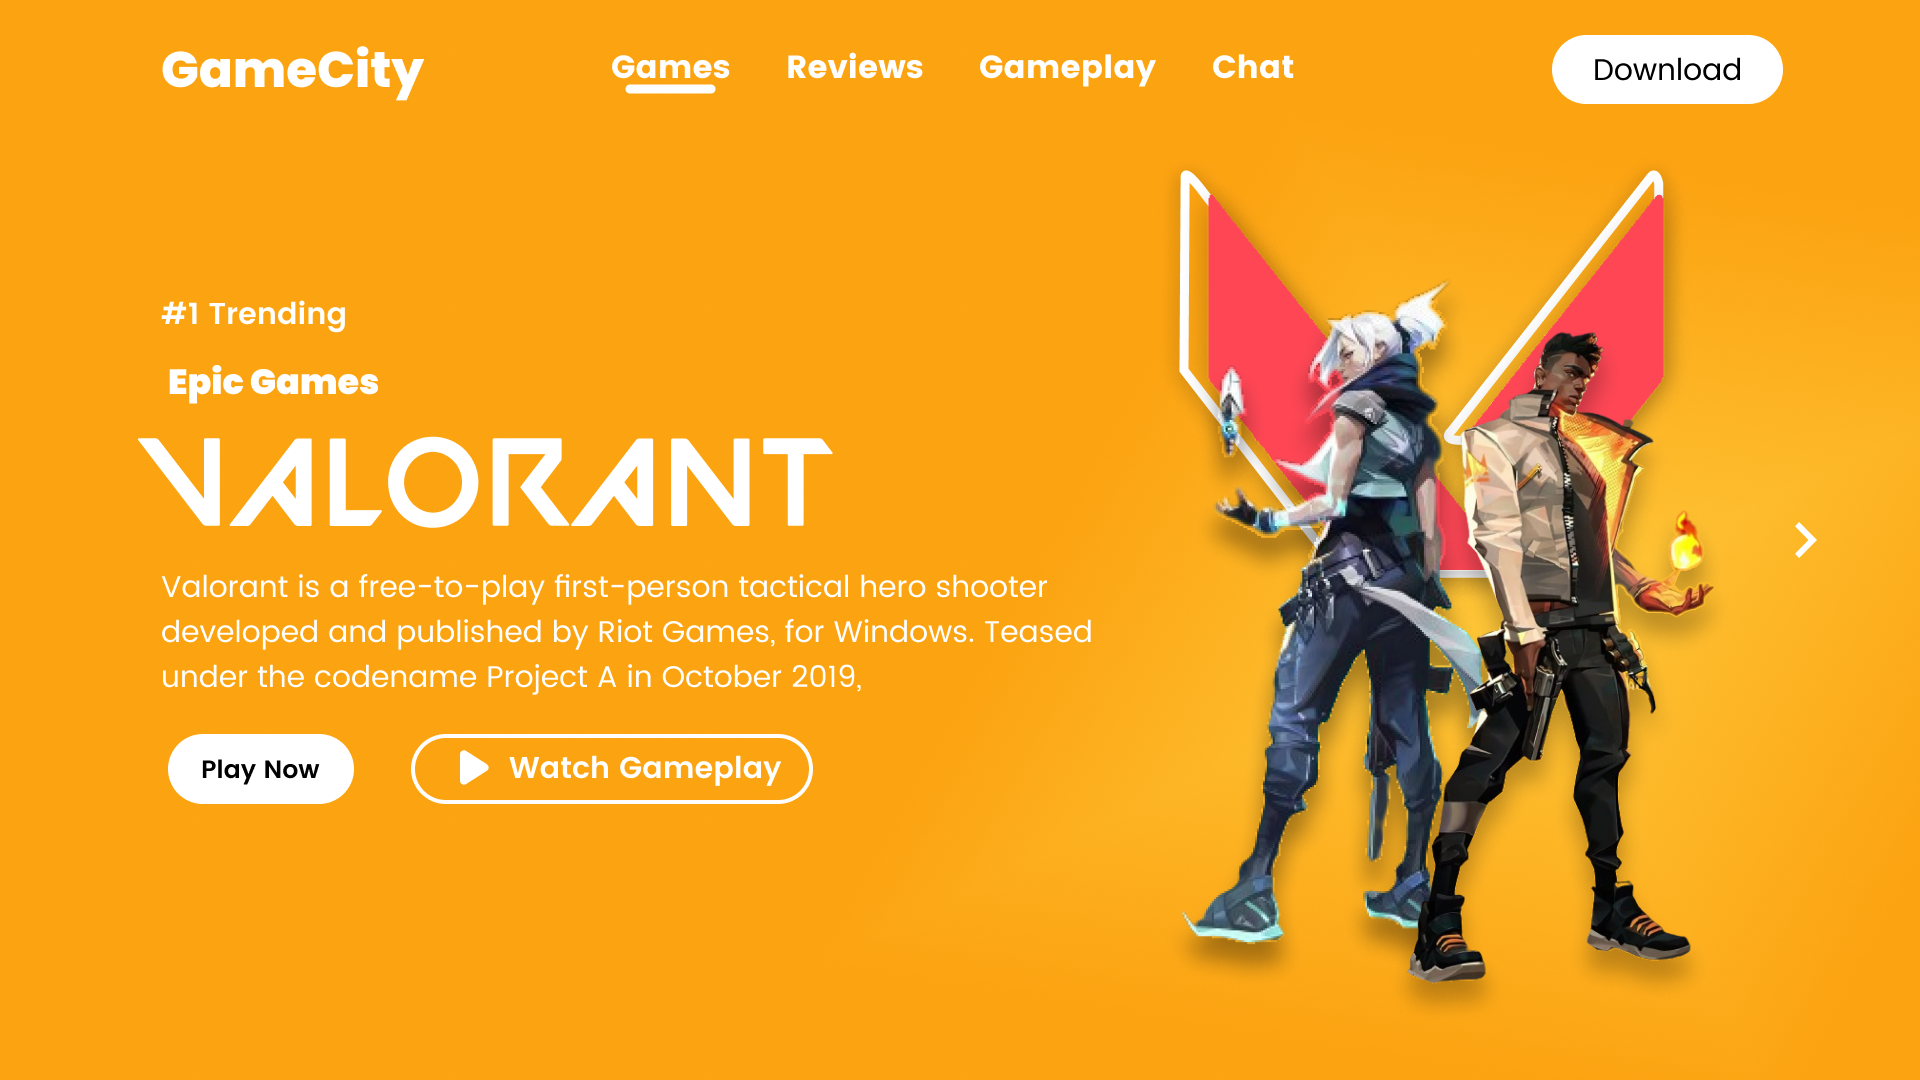 GameCity
Games Reviews Gameplay Chat
Download
#1 Trending
Epic Games
VALORANT
Valorant is a free-to-play first-person tactical hero shooter
developed and published by Riot Games, for Windows. Teased
under the codename Project A in October 2019,
Play Now
Watch Gameplay